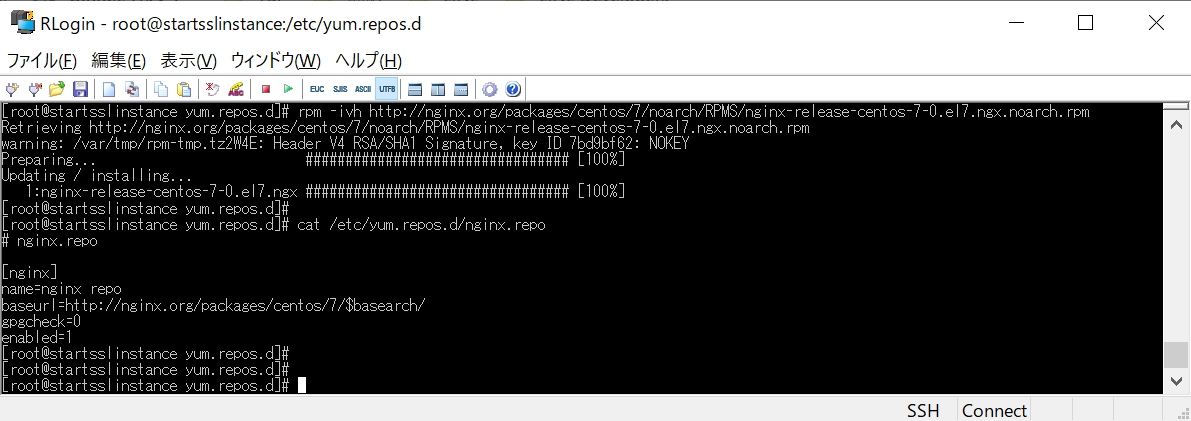 RLogin - root@startsslinstance:/etc/yum.repos.d
ファイル(F) 編集(E) 表示(V) ウィンドウ(W) ヘルプ(H)
EUC SJIS ASCII UTF8
[root@startsslinstance yum.repos.d]# rpm -ivh http://nginx.org/packages/centos/7/noarch/RPMS/nginx-release-centos-7-0.el7.ngx.noarch.rpm
Retrieving http://nginx.org/packages/centos/7/noarch/RPMS/nginx-release-centos-7-0.el7.ngx.noarch.rpm
warning: /var/tmp/rpm-tmp.tz2W4E: Header V4 RSA/SHA1 Signature, key ID 7bd9bf62: NOKEY
Preparing... ################################# [100%]
Updating / installing...
1:nginx-release-centos-7-0.el7.ngx ################################# [100%]
[root@startsslinstance yum.repos.d]#
[root@startsslinstance yum.repos.d]# cat /etc/yum.repos.d/nginx.repo
# nginx.repo
[nginx]
name=nginx repo
baseurl=http://nginx.org/packages/centos/7/$basearch/
gpgcheck=0
enabled=1
[root@startsslinstance yum.repos.d]#
[root@startsslinstance yum.repos.d]#
[root@startsslinstance yum.repos.d]#
SSH Connect